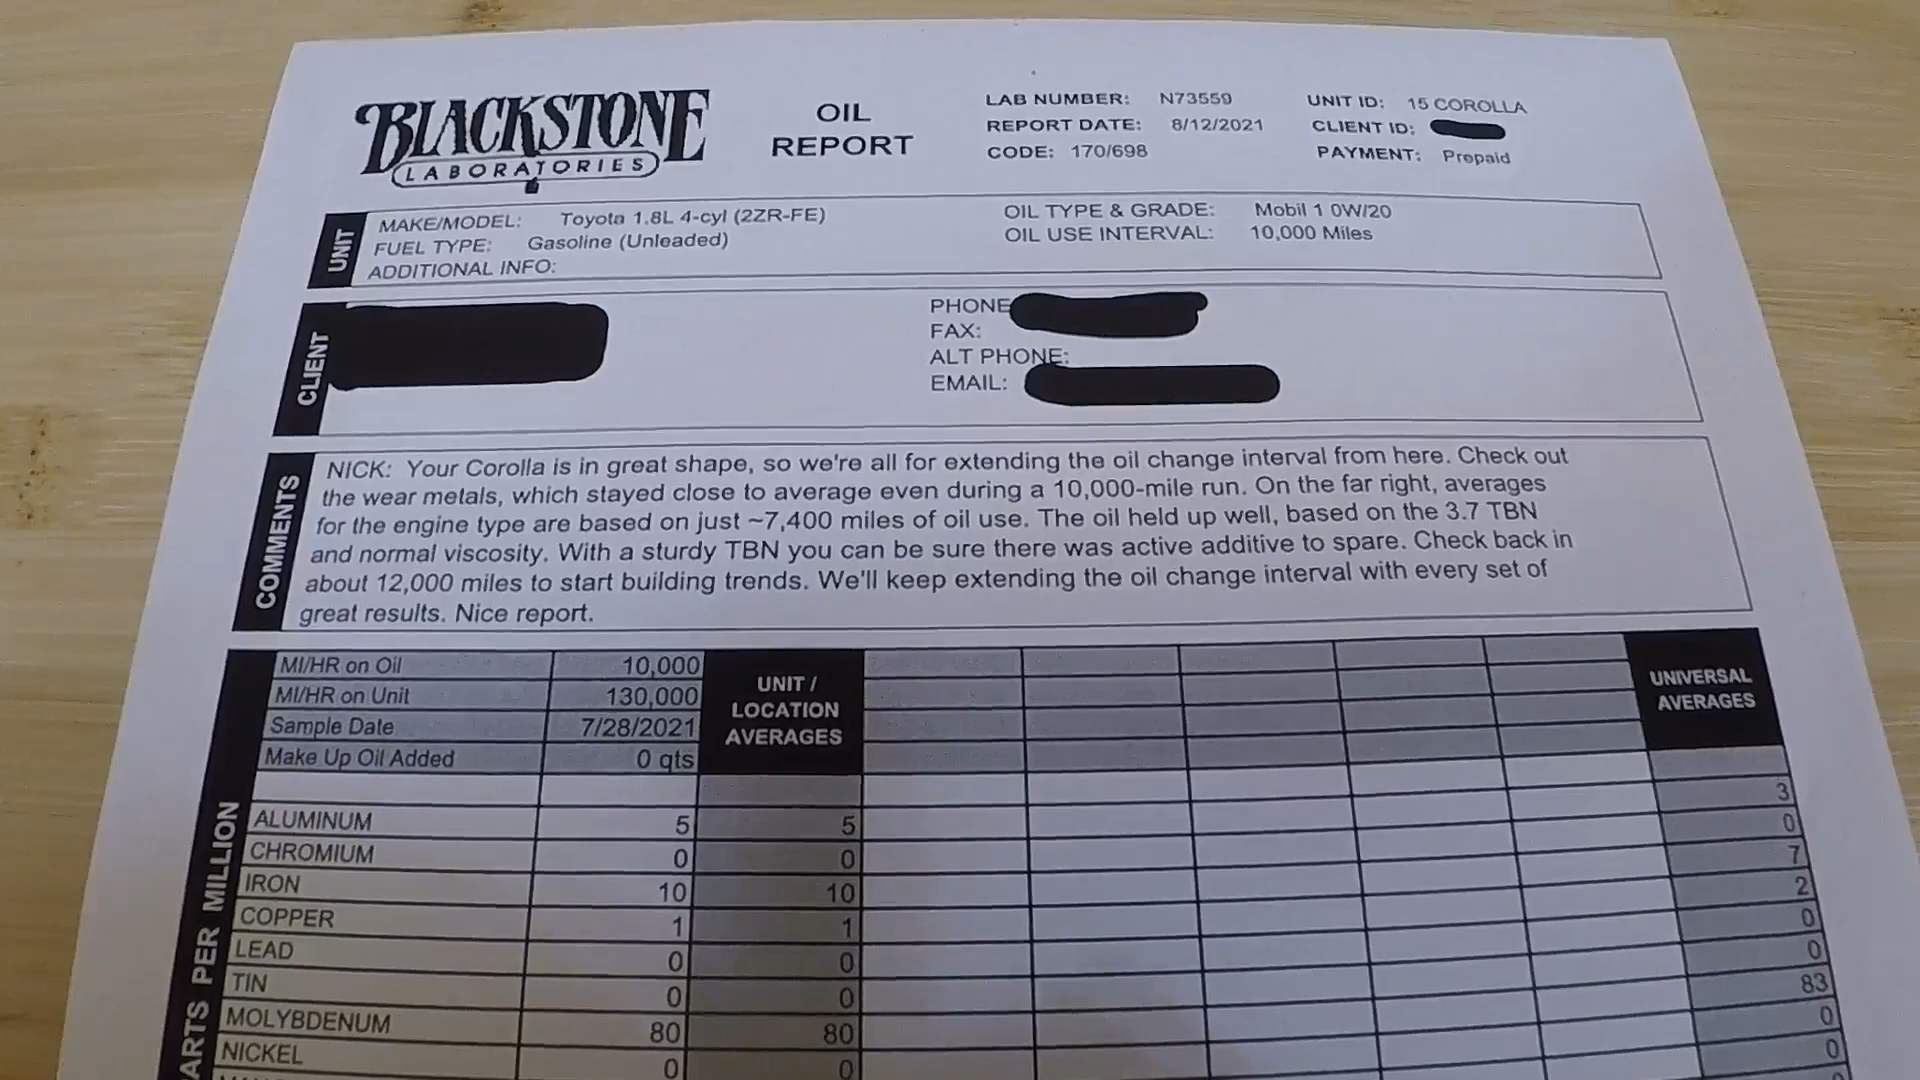 BLACKSTONE
LABORATORIES
OIL
REPORT
LAB NUMBER: N73559
REPORT DATE: 8/12/2021
CODE: 170/698
UNIT ID: 15 COROLLA
CLIENT ID:
PAYMENT: Prepaid
UNIT
MAKE/MODEL: Toyota 1.8L 4-cyl (2ZR-FE)
FUEL TYPE: Gasoline (Unleaded)
ADDITIONAL INFO:
OIL TYPE & GRADE: Mobil 1 0W/20
OIL USE INTERVAL: 10,000 Miles
CLIENT
PHONE
FAX:
ALT PHONE:
EMAIL:
COMMENTS
NICK: Your Corolla is in great shape, so we're all for extending the oil change interval from here. Check out
the wear metals, which stayed close to average even during a 10,000-mile run. On the far right, averages
for the engine type are based on just ~7,400 miles of oil use. The oil held up well, based on the 3.7 TBN
and normal viscosity. With a sturdy TBN you can be sure there was active additive to spare. Check back in
about 12,000 miles to start building trends. We'll keep extending the oil change interval with every set of
great results. Nice report.
MI/HR on Oil 10,000
MI/HR on Unit 130,000
Sample Date 7/28/2021
Make Up Oil Added 0 qts
UNIT /
LOCATION
AVERAGES
UNIVERSAL
AVERAGES
ARTS PER MILLION
ALUMINUM 5 5 3
CHROMIUM 0 0 0
IRON 10 10 7
COPPER 1 1 2
LEAD 0 0 0
TIN 0 0 0
MOLYBDENUM 80 80 83
NICKEL 0 0 0
0